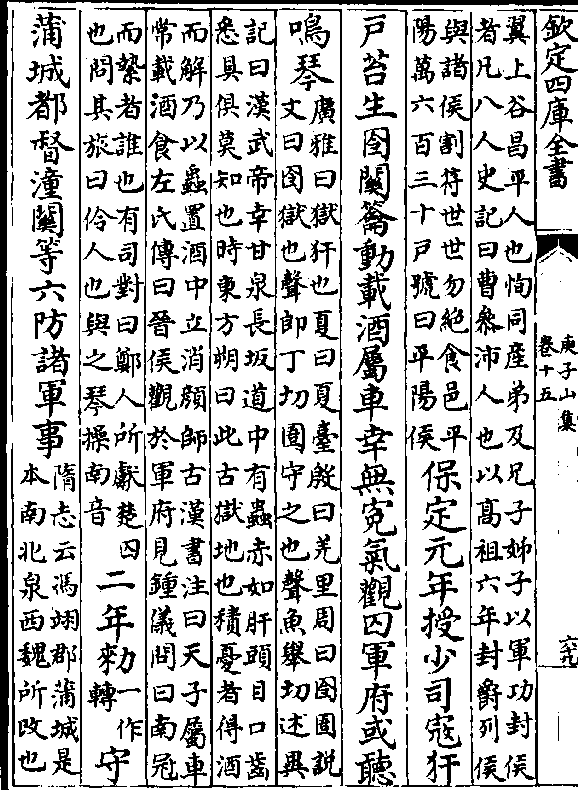 欽定四庫全書
庚子山集
卷十五
翼上谷昌平人也恂同産弟及兄子姊子以軍功封侯
者凡八人史記曰曹參沛人也以高祖六年封爵列侯
與諸侯割符世世勿絶食邑平
陽萬六百三十戸號曰平陽侯
保定元年授少司冦犴
戸苔生囹闕籥動載酒屬車幸無寃氣觀囚軍府或聽
鳴琴
廣雅曰獄犴也夏曰夏臺殷曰羑里周曰囹圄說
文曰囹獄也聲郎丁切圄守之也聲魚舉切述異
記曰漢武帝幸甘泉長坂道中有蟲赤如肝頭目口齒
悉具俱莫知也時東方朔曰此古獄地也積憂者得酒
而解乃以蟲置酒中立消顔師古漢書注曰天子屬車
常載酒食左氏傳曰晉侯觀於軍府見鍾儀問曰南冠
而縶者誰也有司對曰鄭人所獻楚囚
也問其族曰伶人也與之琴操南音
二年勑
一作
轉
守
蒲城都督潼關等六防諸軍事
隋志云馮翊郡蒲城是
本南北泉西魏所改也